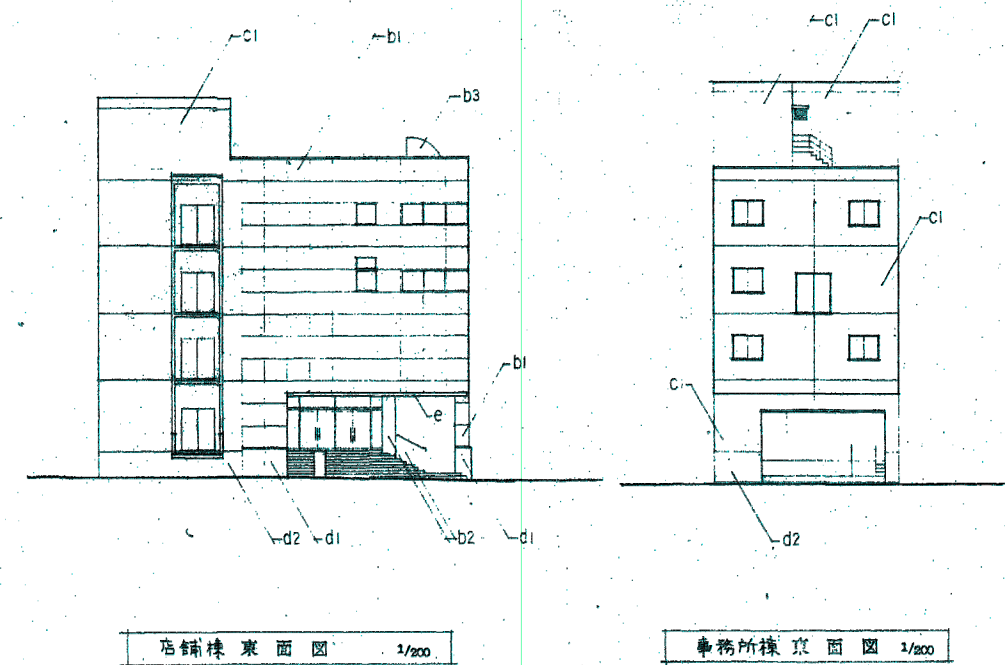 c1
b1
b3
b1
e
d2
d1
b2
d1
店舗棟 東 面 図 1/200
c1
c1
c1
c1
d2
事務所棟 東 面 図 1/200